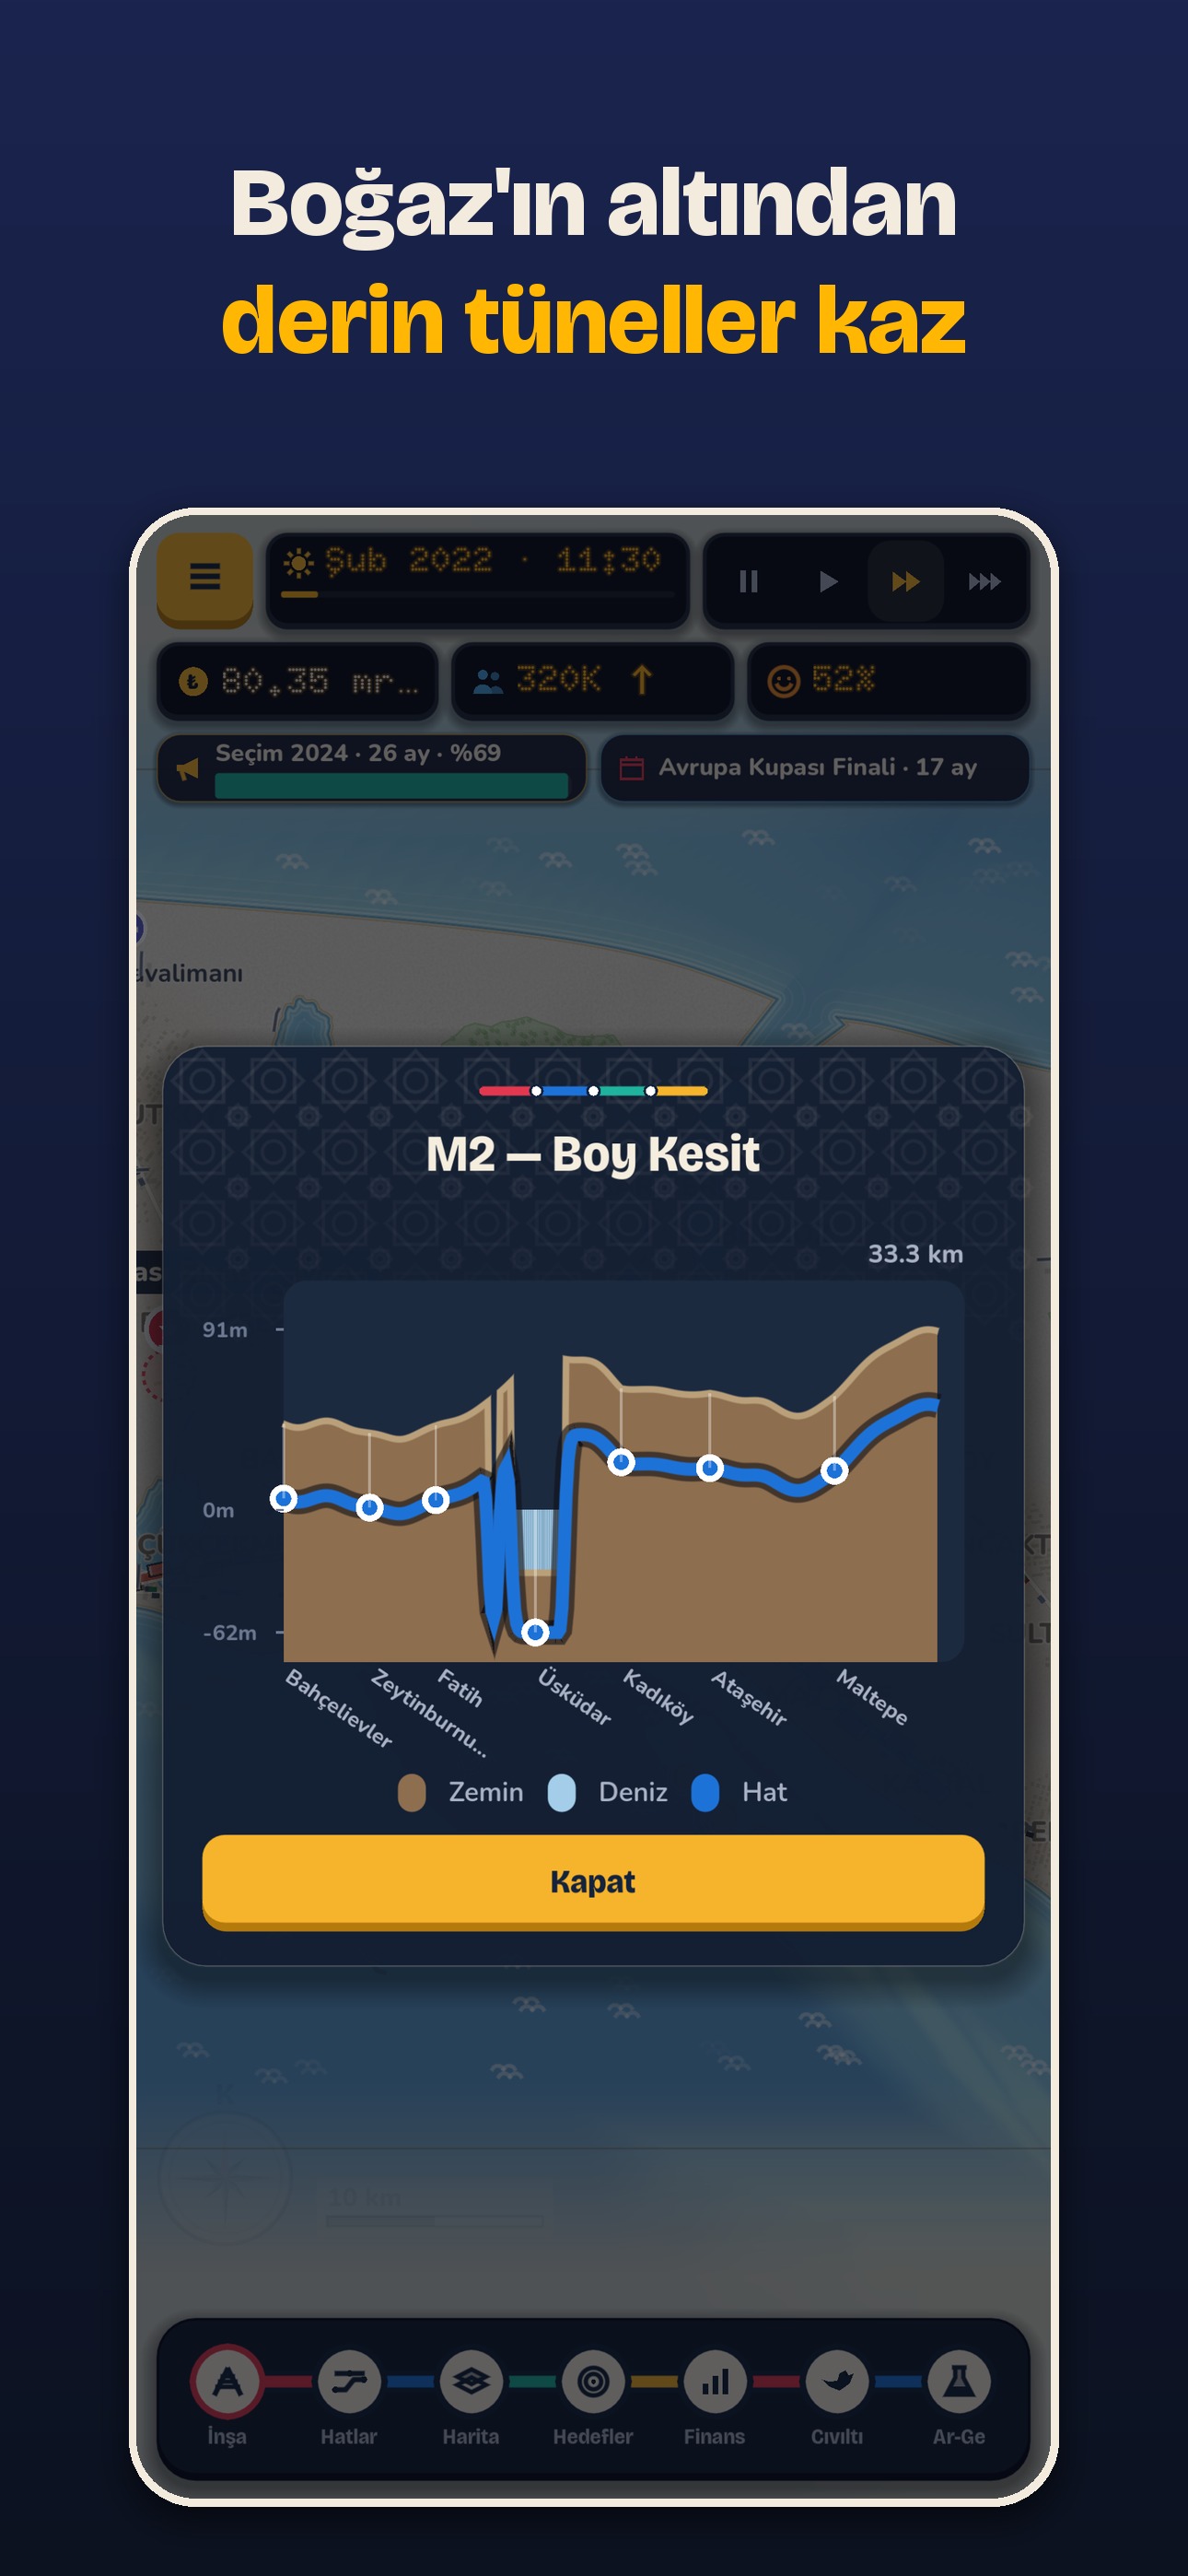 Boğaz'ın altından
derin tüneller kaz
Şub 2022 · 11:30
80.35 mr...
320K ↑
52%
Seçim 2024 · 26 ay · %69
Avrupa Kupası Finali · 17 ay
valimanı
M2 — Boy Kesit
33.3 km
91m
0m
-62m
Bahçelievler
Zeytinburnu...
Fatih
Üsküdar
Kadıköy
Ataşehir
Maltepe
Zemin
Deniz
Hat
Kapat
10 km
İnşa
Hatlar
Harita
Hedefler
Finans
Cıvıltı
Ar-Ge